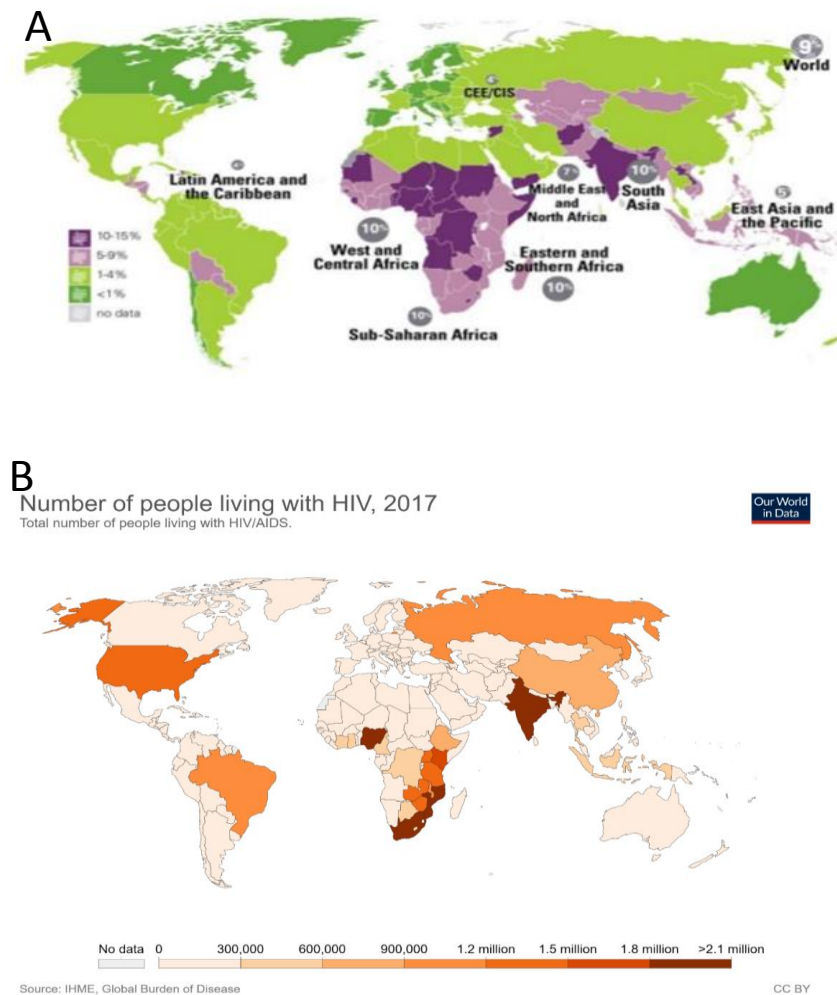 A
9%
World
CEE/CIS
Latin America and
the Caribbean
7%
Middle East
and
North Africa
10%
South
Asia
5%
East Asia and
the Pacific
10%
West and
Central Africa
Eastern and
Southern Africa
10%
10%
Sub-Saharan Africa
10-15%
5-9%
1-4%
<1%
no data
B
Number of people living with HIV, 2017
Total number of people living with HIV/AIDS.
Our World
in Data
No data 0 300,000 600,000 900,000 1.2 million 1.5 million 1.8 million >2.1 million
Source: IHME, Global Burden of Disease
CC BY